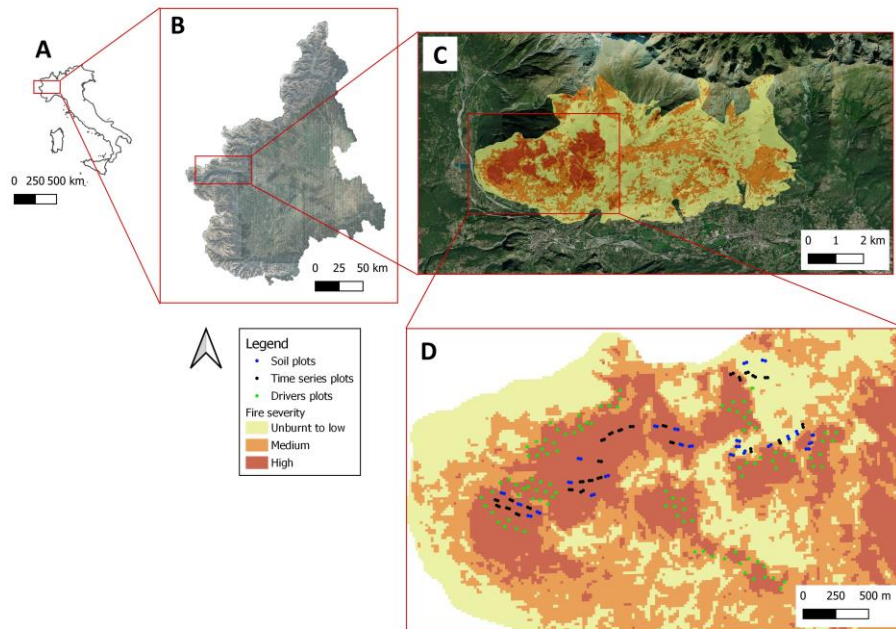 A
0 250 500 km
B
0 25 50 km
C
0 1 2 km
Legend
Soil plots
Time series plots
Drivers plots
Fire severity
Unburnt to low
Medium
High
D
0 250 500 m